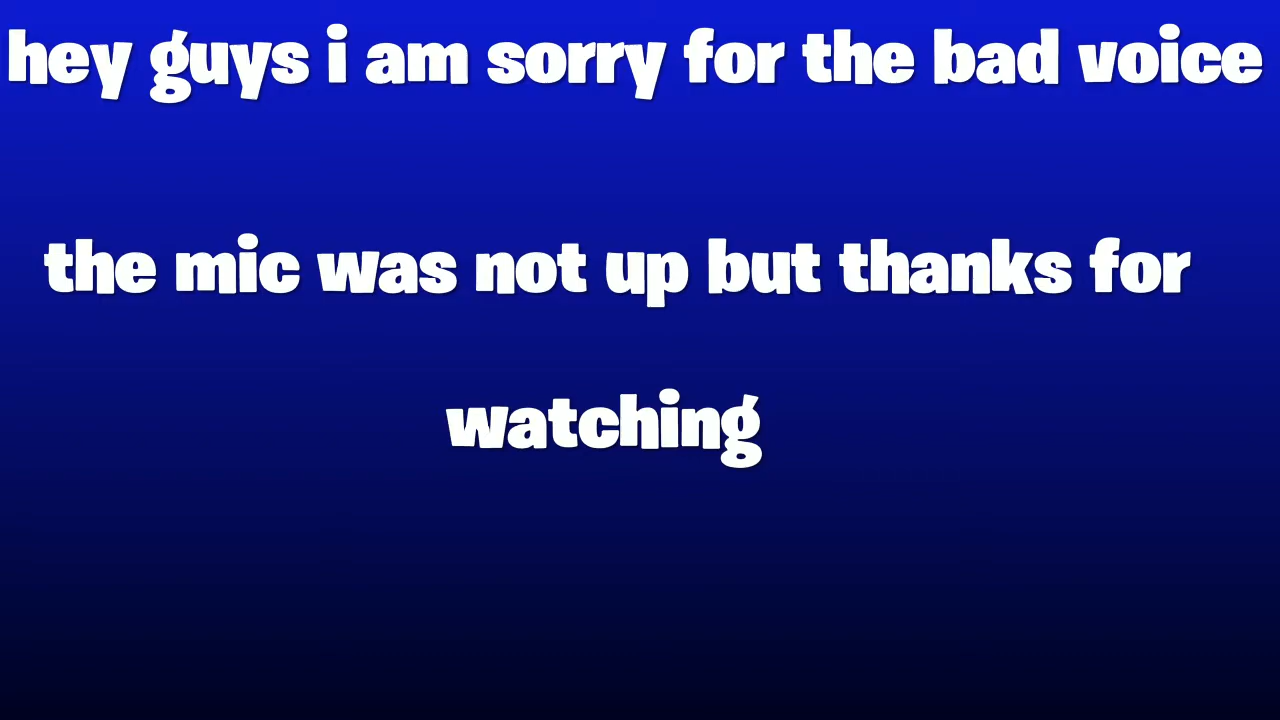 hey guys i am sorry for the bad voice
the mic was not up but thanks for
watching